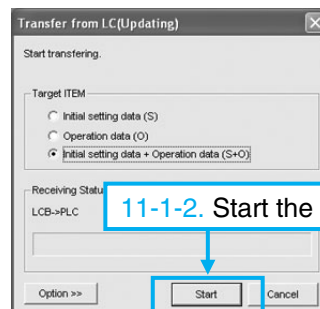 Transfer from LC(Updating)
Start transfering.
Target ITEM
Initial setting data (S)
Operation data (O)
Initial setting data + Operation data (S+O)
Receiving Statu
LCB->PLC
11-1-2. Start the
Option >>
Start
Cancel